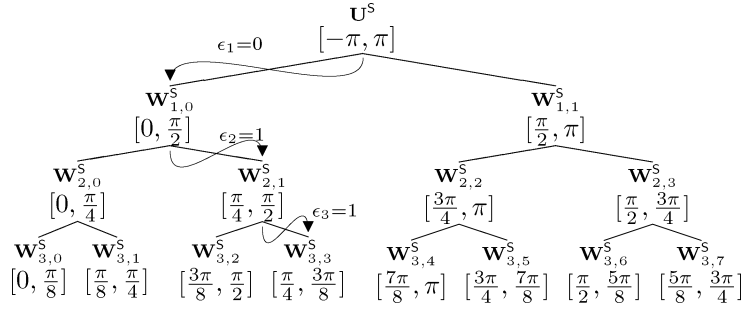 U^S
[−π, π]
ϵ_1=0
W^S_{1,0} W^S_{1,1}
[0, π/2] [π/2, π]
ϵ_2=1
W^S_{2,0} W^S_{2,1} W^S_{2,2} W^S_{2,3}
[0, π/4] [π/4, π/2] [3π/4, π] [π/2, 3π/4]
ϵ_3=1
W^S_{3,0} W^S_{3,1} W^S_{3,2} W^S_{3,3} W^S_{3,4} W^S_{3,5} W^S_{3,6} W^S_{3,7}
[0, π/8] [π/8, π/4] [3π/8, π/2] [π/4, 3π/8] [7π/8, π] [3π/4, 7π/8] [π/2, 5π/8] [5π/8, 3π/4]